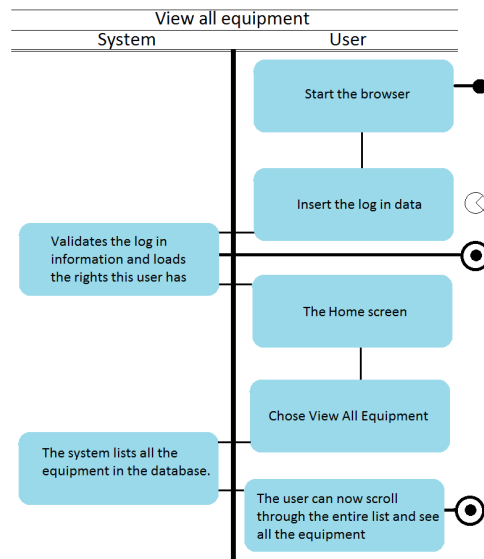 View all equipment
System
User
Start the browser
Insert the log in data
Validates the log in
information and loads
the rights this user has
The Home screen
Chose View All Equipment
The system lists all the
equipment in the database.
The user can now scroll
through the entire list and see
all the equipment